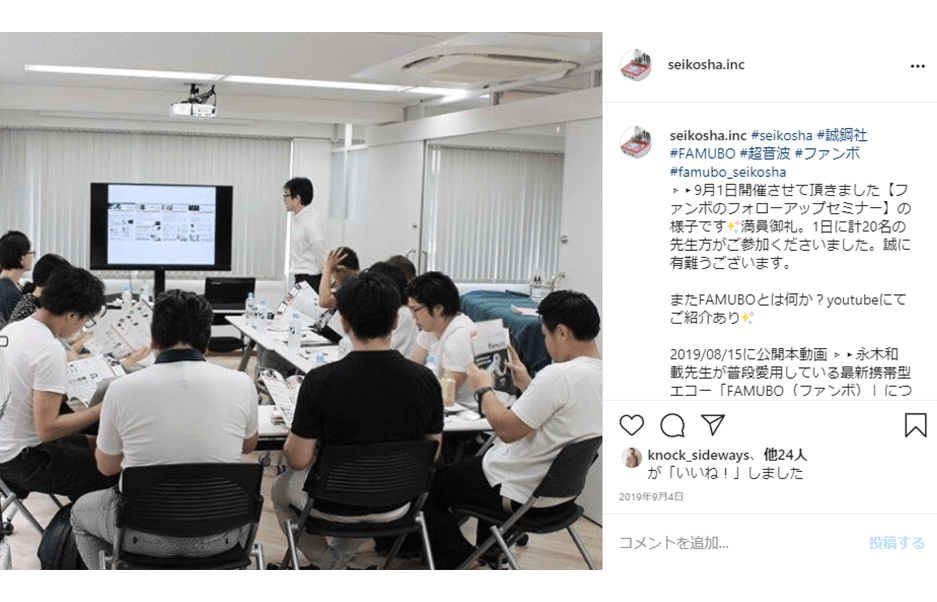 seikosha.inc
seikosha.inc #seikosha #誠鋼社
#FAMUBO #超音波 #ファンボ
#famubo_seikosha
▹ ▸9月1日開催させて頂きました【フ
ァンボのフォローアップセミナー】の
様子です✨満員御礼。1日に計20名の
先生方がご参加くださいました。誠に
有難うございます。
またFAMUBOとは何か？youtubeにて
ご紹介あり✨
2019/08/15に公開本動画 ▹ ▸永木和
載先生が普段愛用している最新携帯型
エコー「FAMUBO（ファンボ）」につ
knock_sideways、他24人
が「いいね！」しました
2019年9月4日
コメントを追加...
投稿する